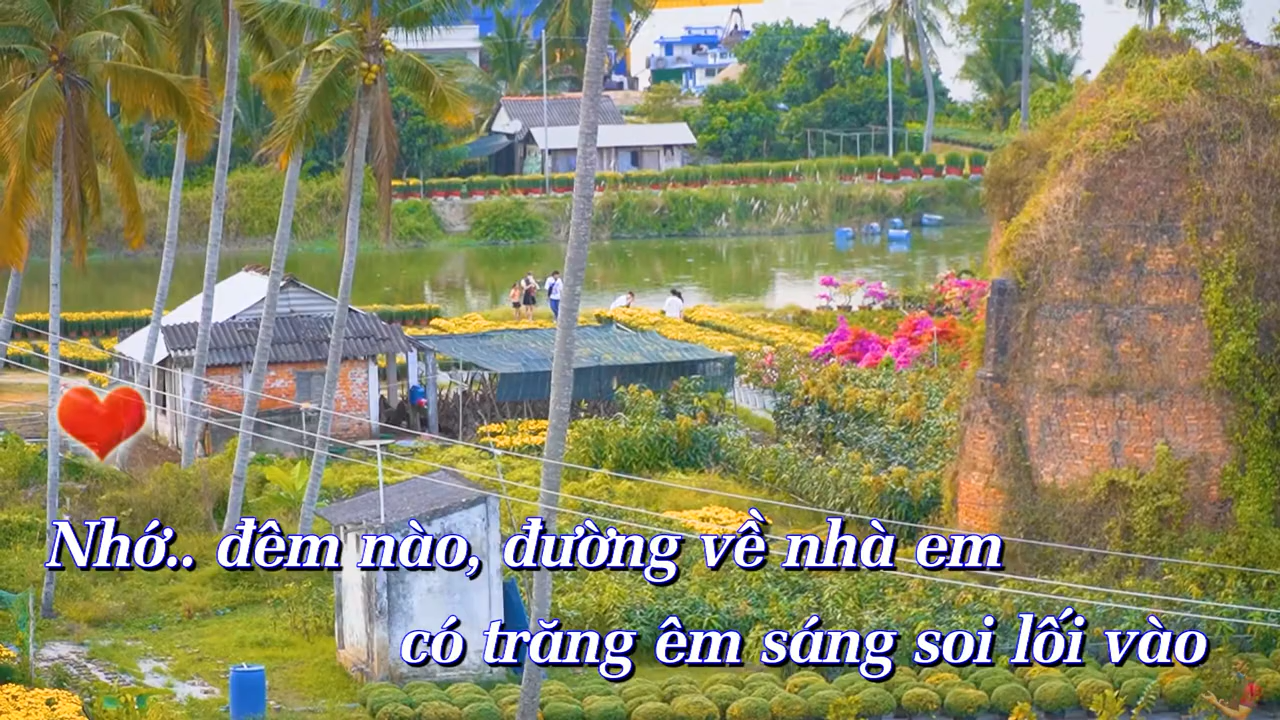 Nhớ.. đêm nào, đường về nhà em
có trăng êm sáng soi lối vào